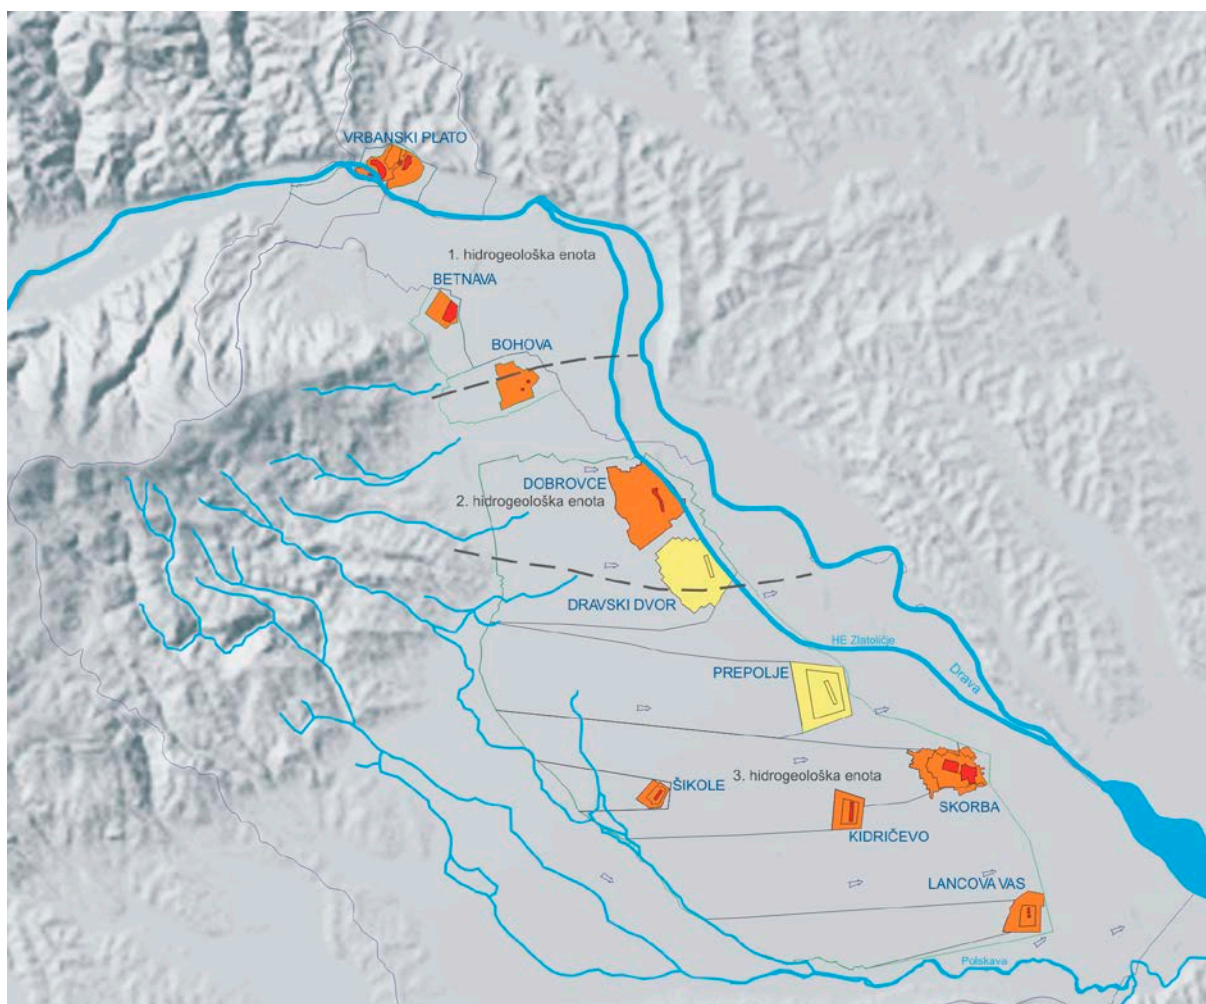 VRBANSKI PLATO
1. hidrogeološka enota
BETNAVA
BOHOVA
DOBROVCE
2. hidrogeološka enota
DRAVSKI DVOR
HE Zlatoličje
Drava
PREPOLJE
3. hidrogeološka enota
ŠIKOLE
SKORBA
KIDRIČEVO
LANCOVA VAS
Polskava